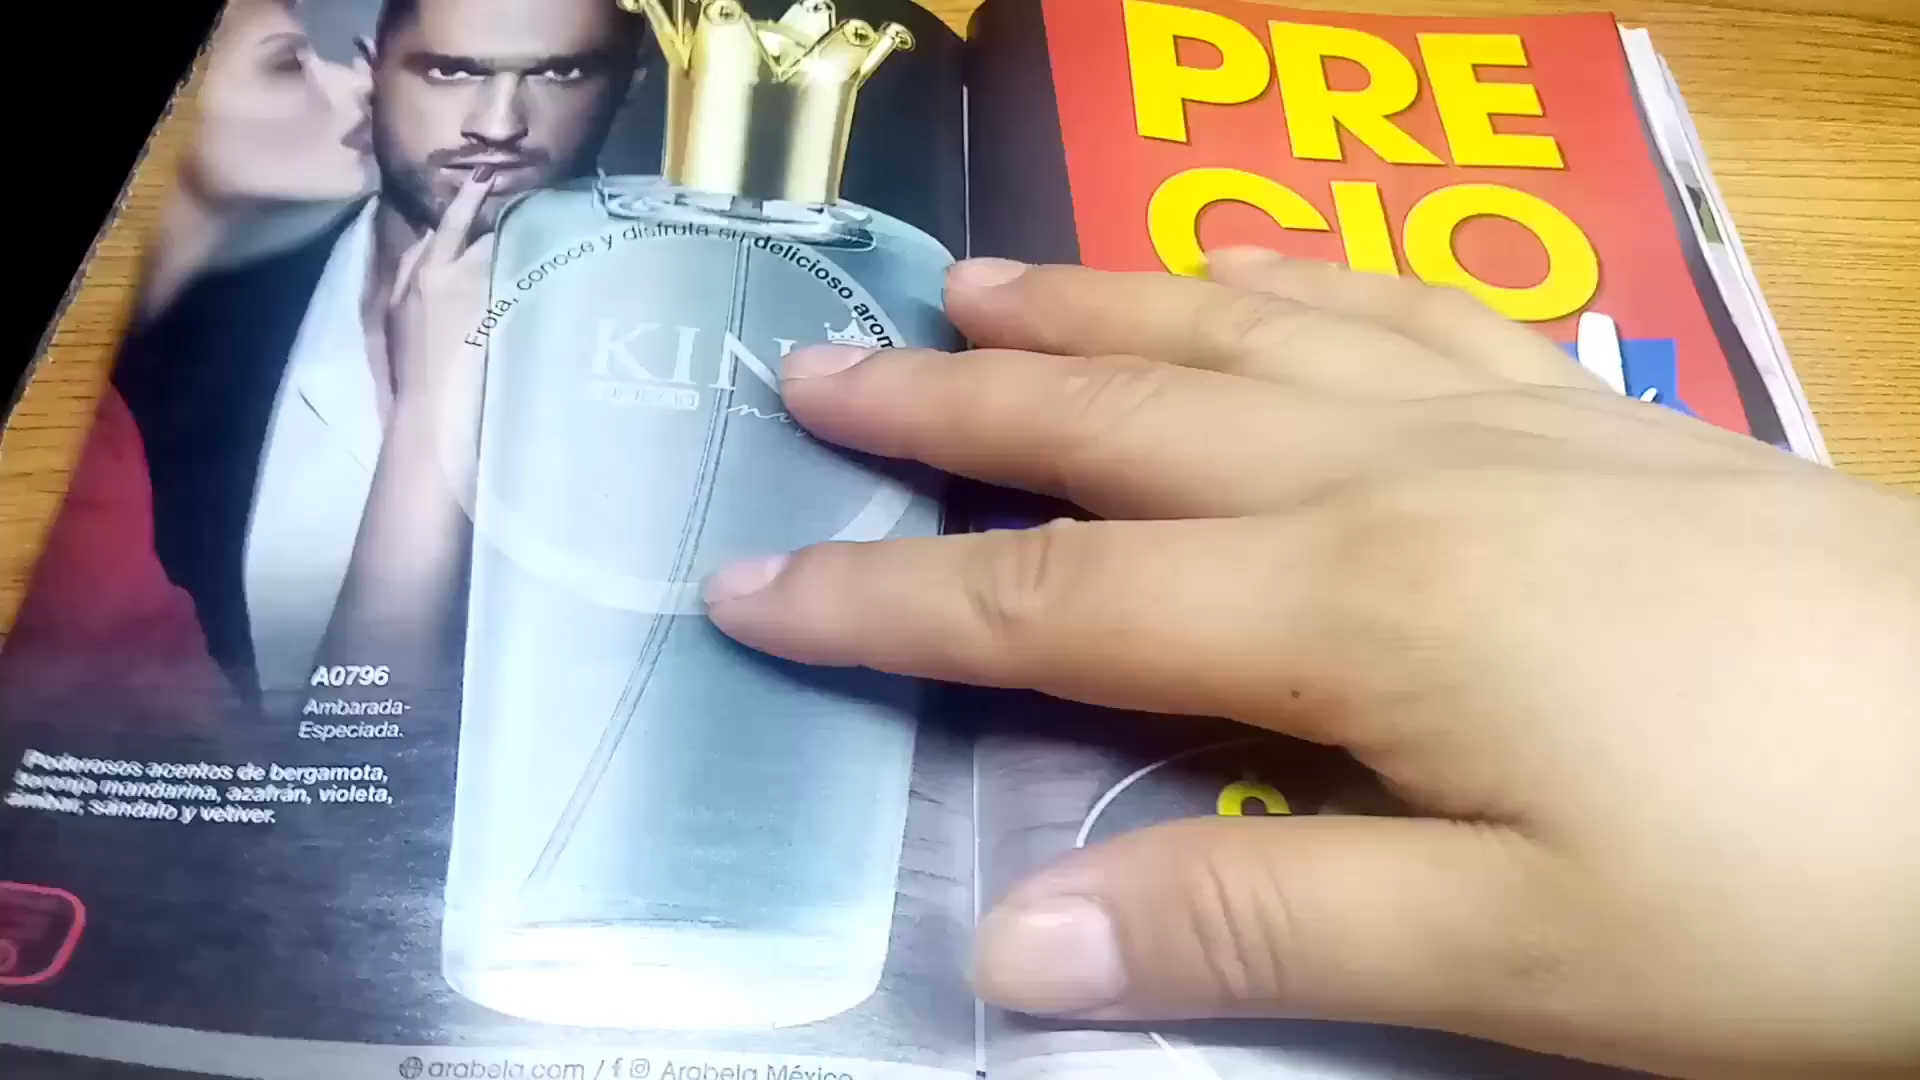 PRE
CIO
Frota, conoce y disfruta su delicioso arom
KIN
A0796
Ambarada-
Especiada.
Poderosos acentos de bergamota,
toronja mandarina, azafrán, violeta,
ámbar, sándalo y vetiver.
arabela.com / Arabela México